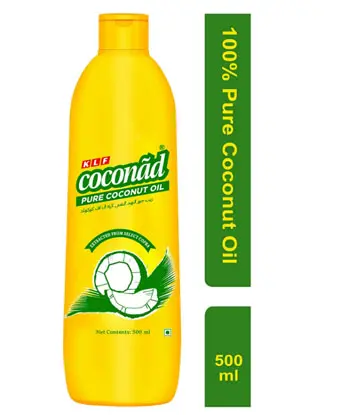 KLF
coconãd®
PURE COCONUT OIL
EXTRACTED FROM SELECT COPRA
Net Contents: 500 ml
100% Pure Coconut Oil
500
ml